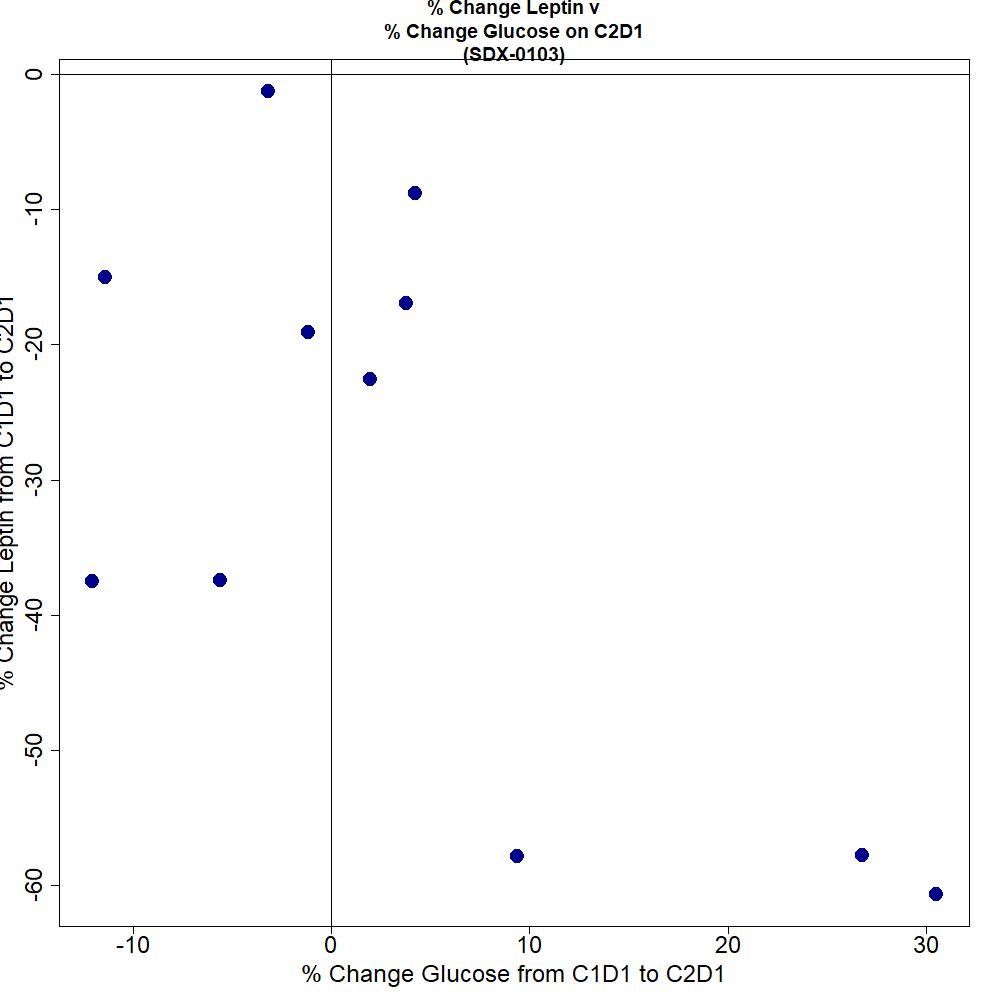 % Change Leptin v
% Change Glucose on C2D1
(SDX-0103)
0
-10
-20
-30
-40
-50
-60
% Change Leptin from C1D1 to C2D1
-10
0
10
20
30
% Change Glucose from C1D1 to C2D1